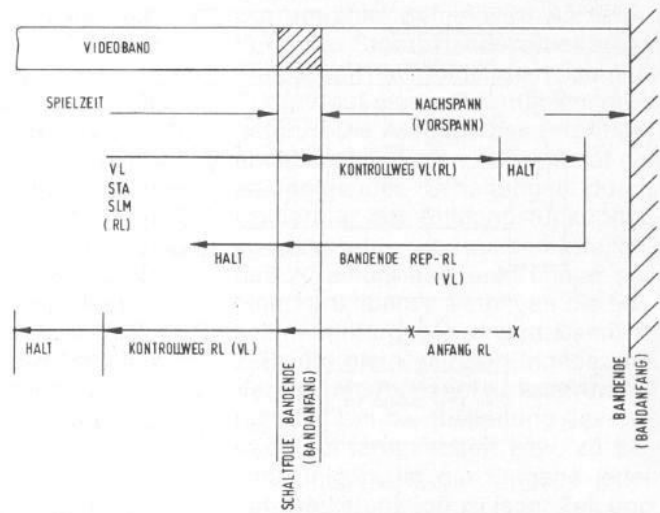 VIDEOBAND
SPIELZEIT
NACHSPANN
(VORSPANN)
VL
STA
SLM
(RL)
KONTROLLWEG VL(RL)
HALT
HALT
BANDENDE REP-RL
(VL)
HALT
KONTROLLWEG RL (VL)
ANFANG RL
SCHALTFOLIE BANDENDE
(BANDANFANG)
BANDENDE
(BANDANFANG)